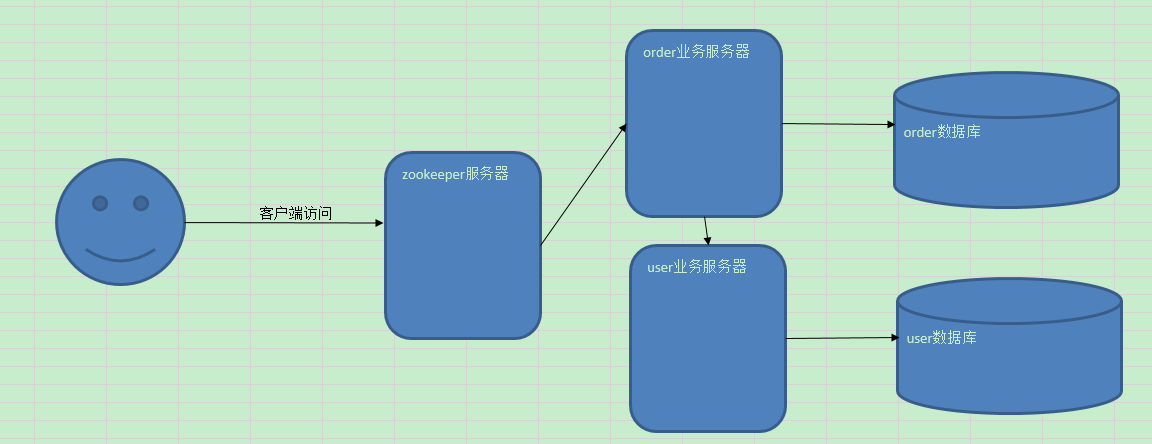 order业务服务器
order数据库
zookeeper服务器
客户端访问
user业务服务器
user数据库